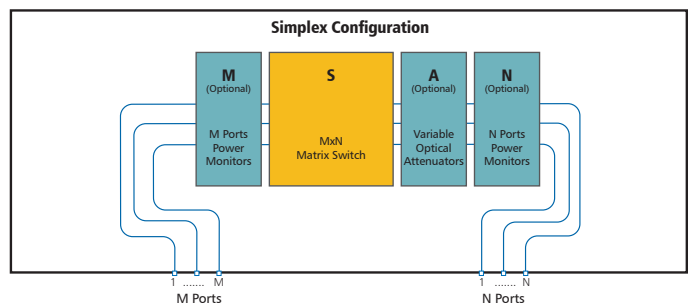 Simplex Configuration
M
(Optional)
M Ports
Power
Monitors
S
MxN
Matrix Switch
A
(Optional)
Variable
Optical
Attenuators
N
(Optional)
N Ports
Power
Monitors
1 ....... M
M Ports
1 ....... N
N Ports